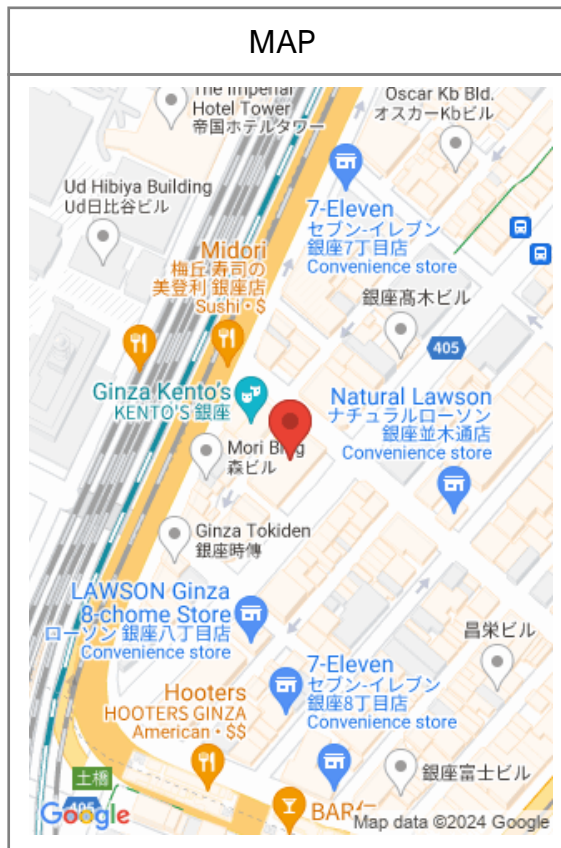 MAP
The Imperial
Hotel Tower
帝国ホテルタワー
Oscar Kb Bld.
オスカーKbビル
Ud Hibiya Building
Ud日比谷ビル
7-Eleven
セブン-イレブン
銀座7丁目店
Convenience store
Midori
梅丘 寿司の
美登利 銀座店
Sushi・$
銀座髙木ビル
405
Ginza Kento's
KENTO'S 銀座
Natural Lawson
ナチュラルローソン
銀座並木通店
Convenience store
Mori
森ビル
Ginza Tokiden
銀座時傳
LAWSON Ginza
8-chome Store
ローソン 銀座八丁目店
Convenience store
昌栄ビル
7-Eleven
セブン-イレブン
銀座8丁目店
Convenience store
Hooters
HOOTERS GINZA
American・$$
土橋
銀座富士ビル
405
Google
Map data ©2024 Google